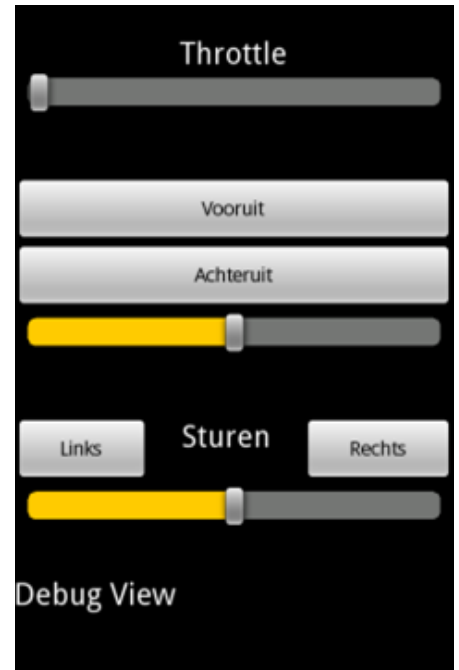 Throttle
Vooruit
Achteruit
Links Sturen Rechts
Debug View